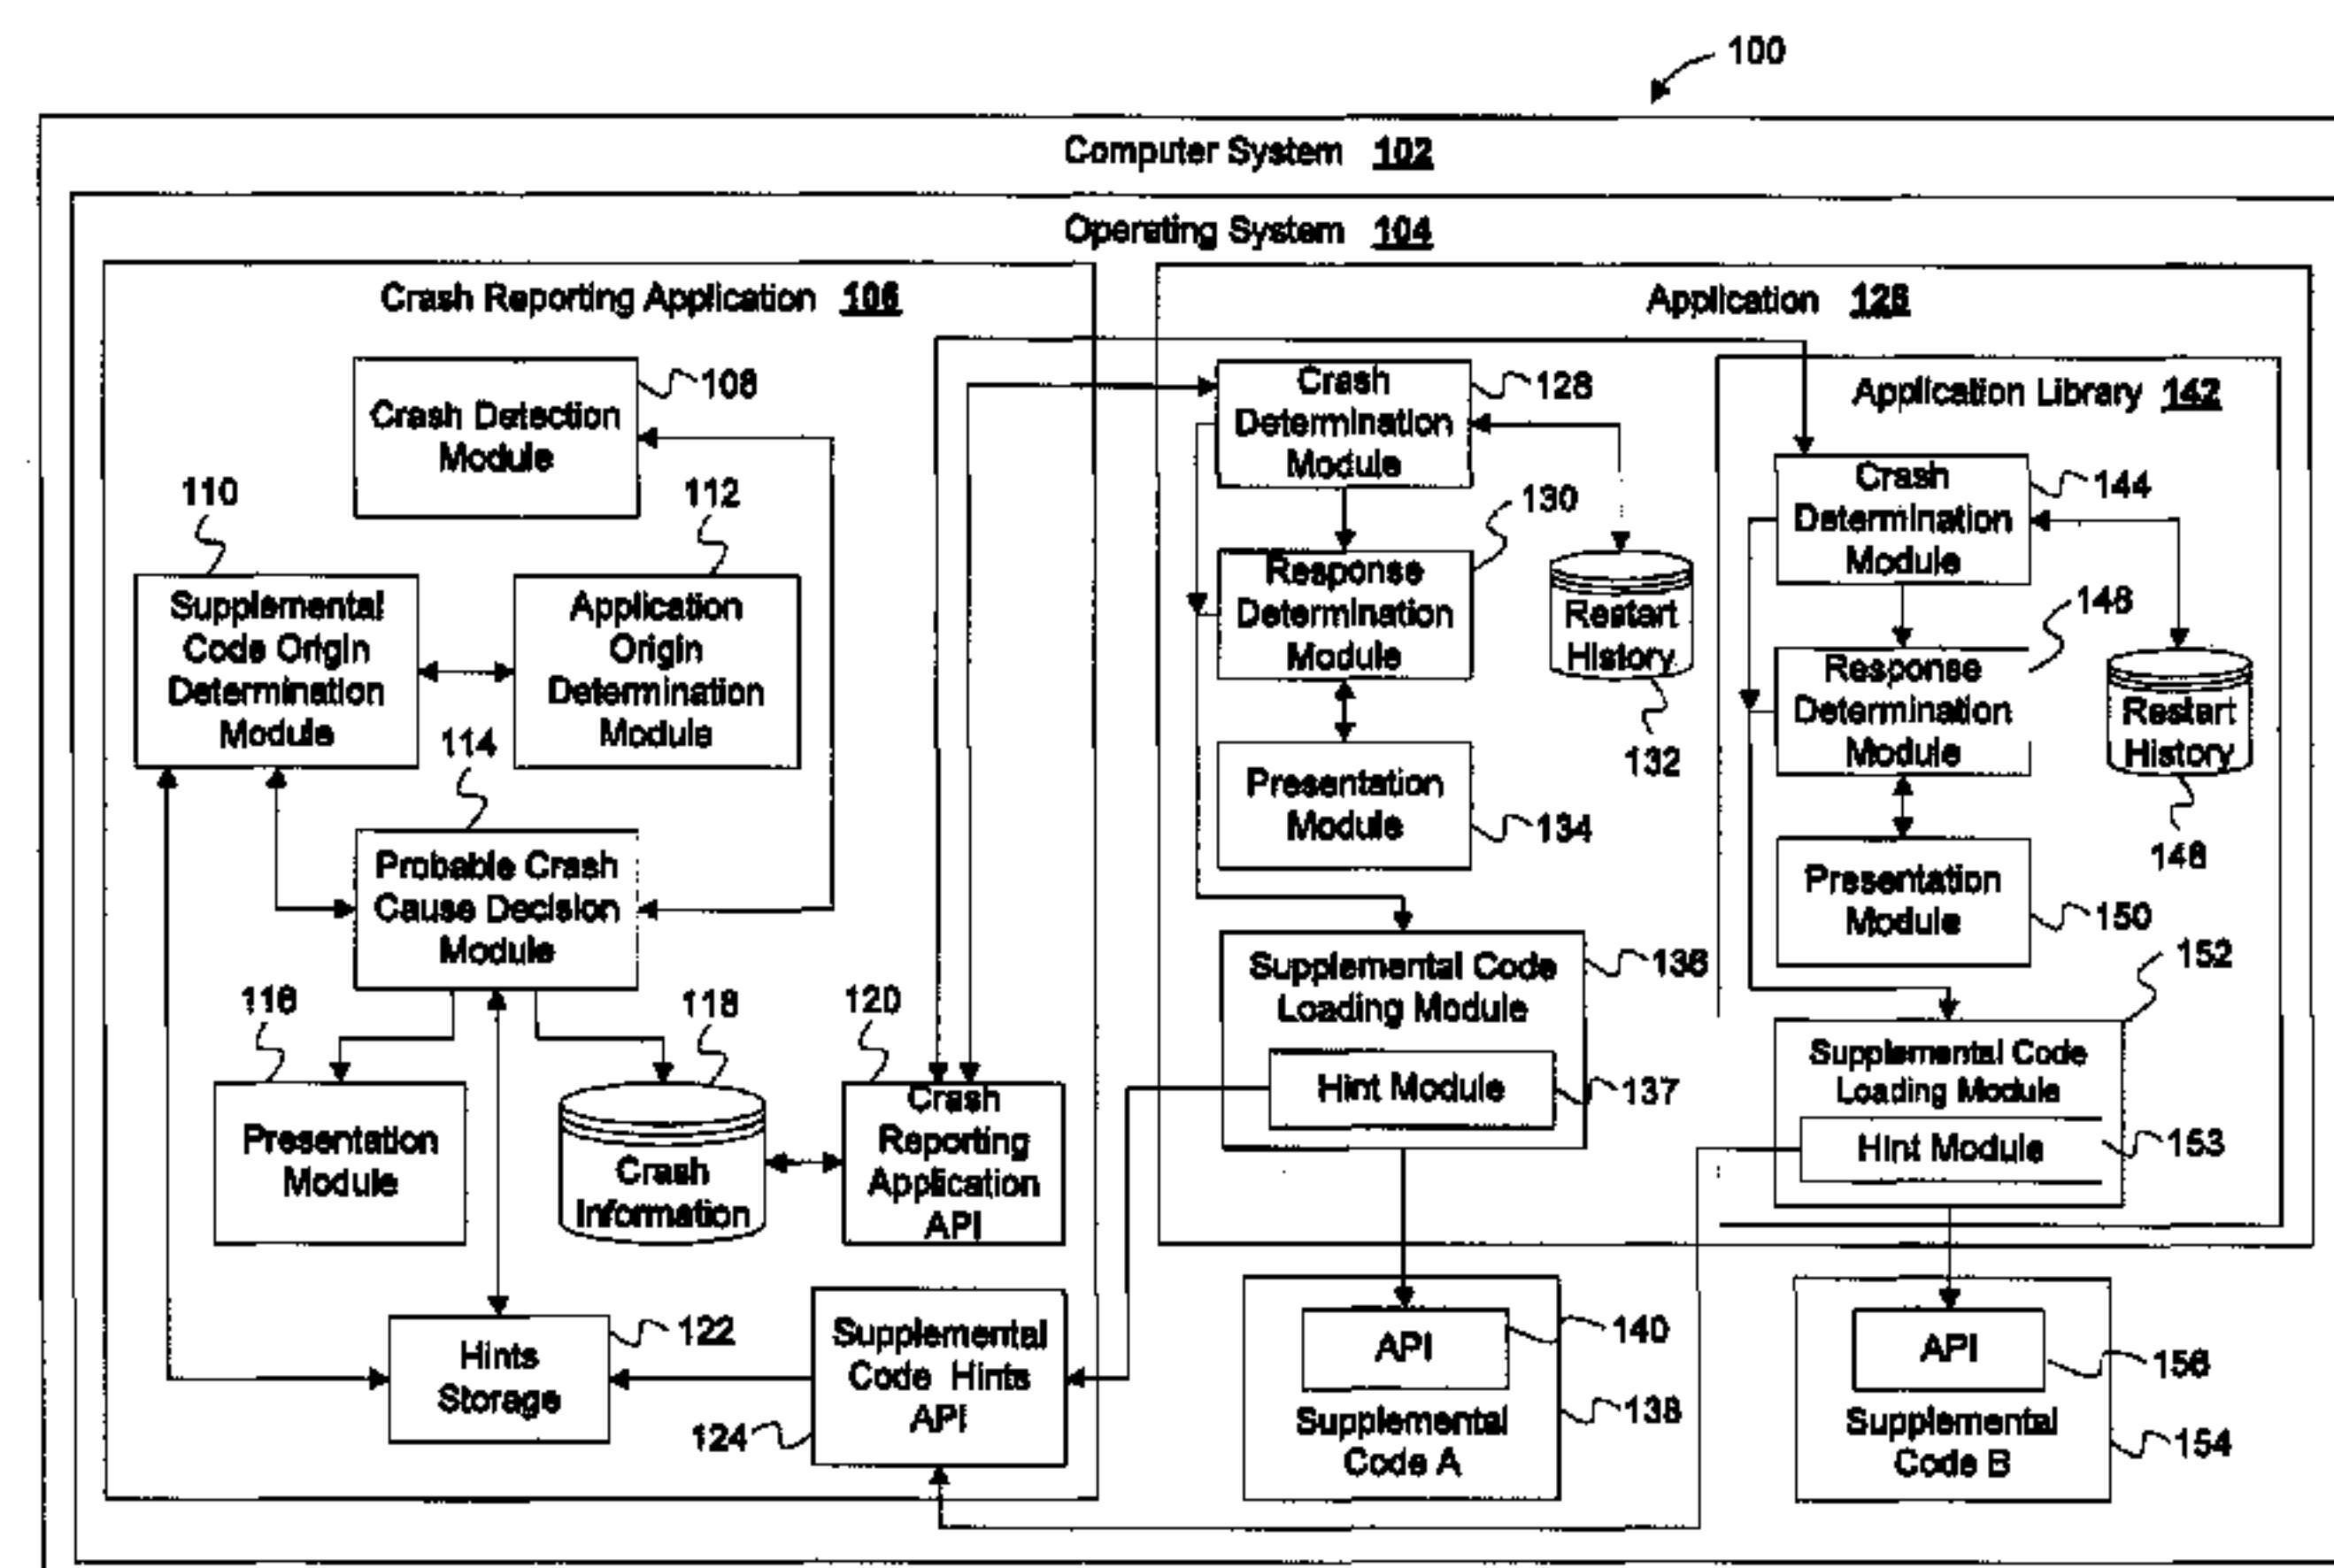 100
Computer System 102
Operating System 104
Crash Reporting Application 106
Application 126
108
Crash Detection
Module
110
112
Supplemental
Code Origin
Determination
Module
Application
Origin
Determination
Module
114
Probable Crash
Cause Decision
Module
116
118
120
Presentation
Module
Crash
Information
Crash
Reporting
Application
API
122
Hints
Storage
Supplemental
Code Hints
API
124
Crash
Determination
Module
128
130
Response
Determination
Module
Restart
History
132
Presentation
Module
134
Supplemental Code
Loading Module
136
Hint Module
137
API
140
Supplemental
Code A
138
Application Library 142
Crash
Determination
Module
144
146
Response
Determination
Module
Restart
History
148
Presentation
Module
150
152
Supplemental Code
Loading Module
Hint Module
153
API
156
Supplemental
Code B
154